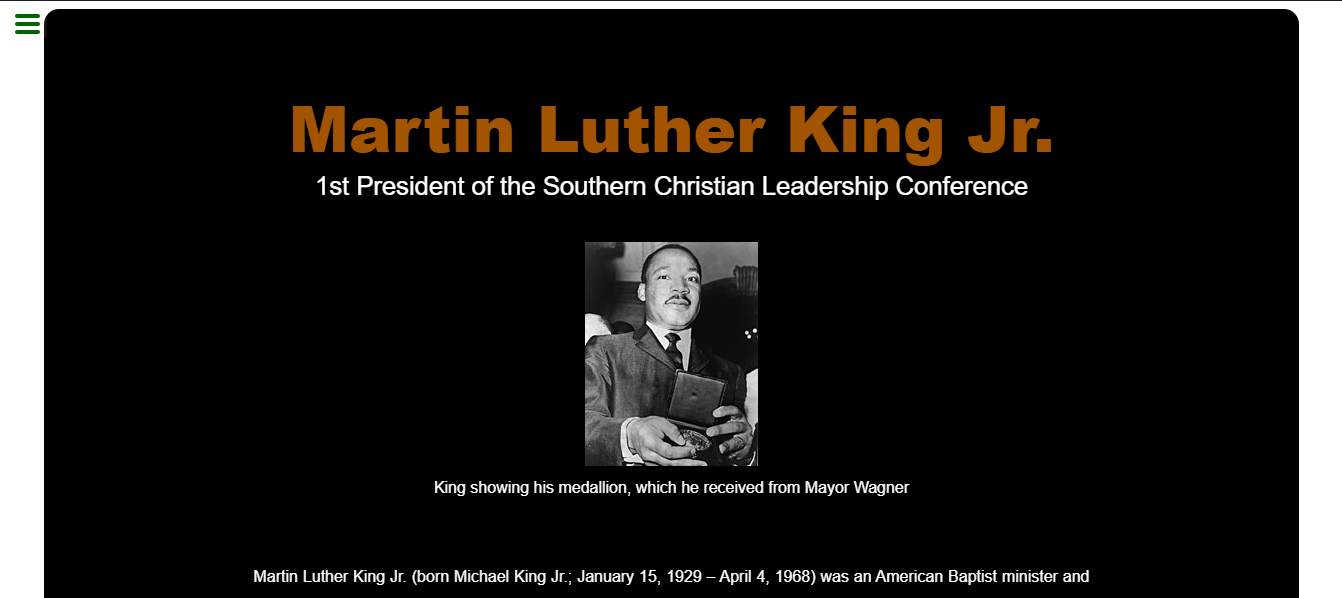 Martin Luther King Jr.
1st President of the Southern Christian Leadership Conference
King showing his medallion, which he received from Mayor Wagner
Martin Luther King Jr. (born Michael King Jr.; January 15, 1929 – April 4, 1968) was an American Baptist minister and